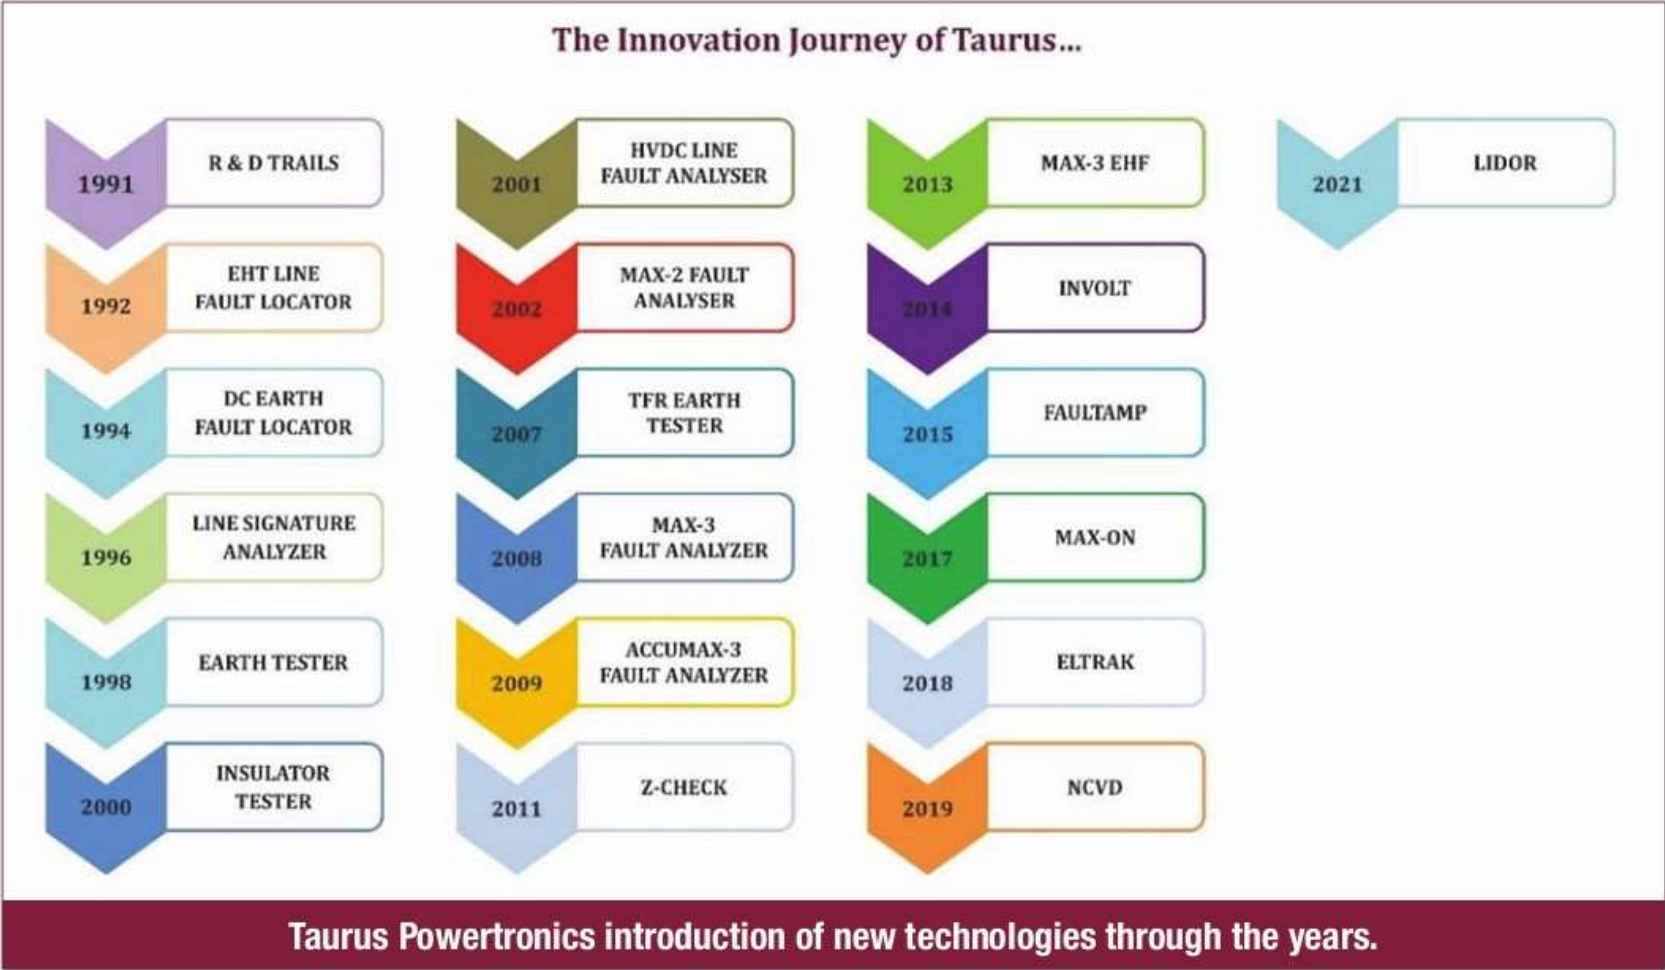 The Innovation Journey of Taurus...
1991
R & D TRAILS
1992
EHT LINE
FAULT LOCATOR
1994
DC EARTH
FAULT LOCATOR
1996
LINE SIGNATURE
ANALYZER
1998
EARTH TESTER
2000
INSULATOR
TESTER
2001
HVDC LINE
FAULT ANALYSER
2002
MAX-2 FAULT
ANALYSER
2007
TFR EARTH
TESTER
2008
MAX-3
FAULT ANALYZER
2009
ACCUMAX-3
FAULT ANALYZER
2011
Z-CHECK
2013
MAX-3 EHF
2014
INVOLT
2015
FAULTAMP
2017
MAX-ON
2018
ELTRAK
2019
NCVD
2021
LIDOR
Taurus Powertronics introduction of new technologies through the years.